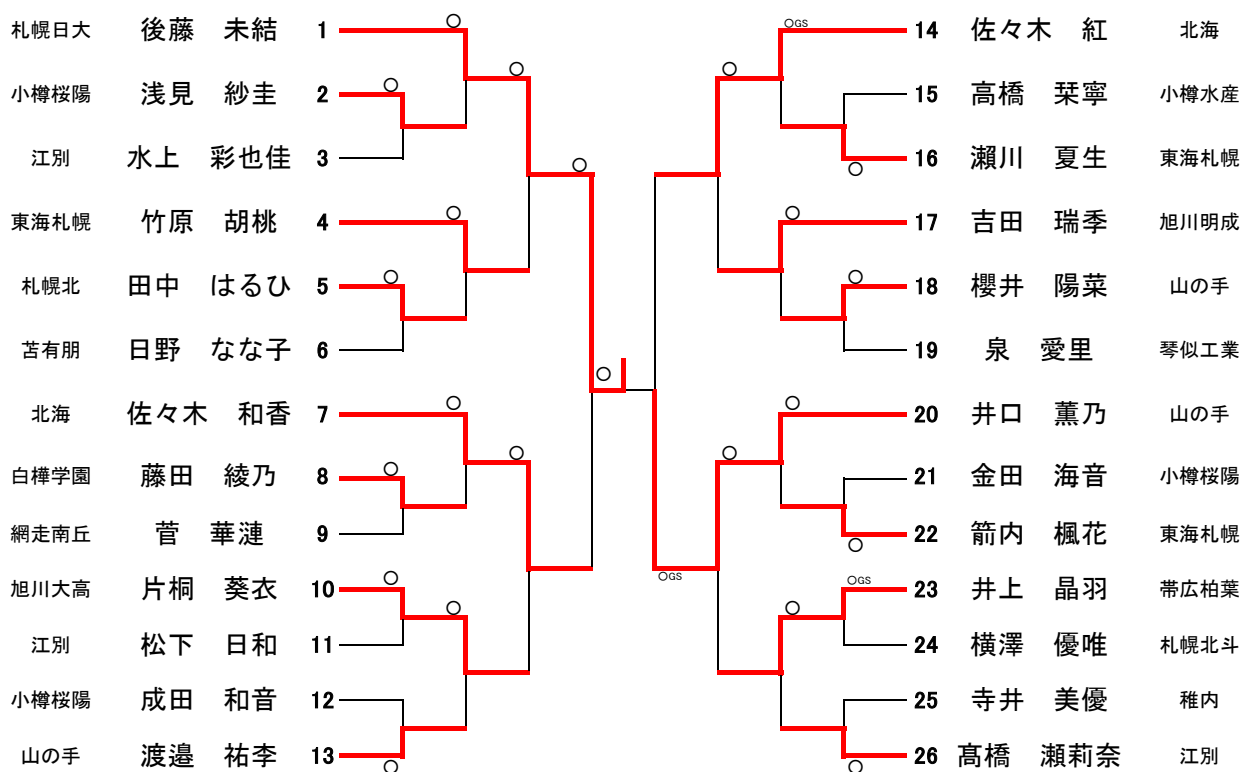 札幌日大 後藤 未結 1
小樽桜陽 浅見 紗圭 2
江別 水上 彩也佳 3
東海札幌 竹原 胡桃 4
札幌北 田中 はるひ 5
苫有朋 日野 なな子 6
北海 佐々木 和香 7
白樺学園 藤田 綾乃 8
網走南丘 菅 華漣 9
旭川大高 片桐 葵衣 10
江別 松下 日和 11
小樽桜陽 成田 和音 12
山の手 渡邉 祐李 13
○GS
14 佐々木 紅 北海
15 高橋 栞寧 小樽水産
16 瀨川 夏生 東海札幌
17 吉田 瑞季 旭川明成
18 櫻井 陽菜 山の手
19 泉 愛里 琴似工業
20 井口 薫乃 山の手
21 金田 海音 小樽桜陽
22 箭内 楓花 東海札幌
○GS
○GS
23 井上 晶羽 帯広柏葉
24 横澤 優唯 札幌北斗
25 寺井 美優 稚内
26 髙橋 瀬莉奈 江別